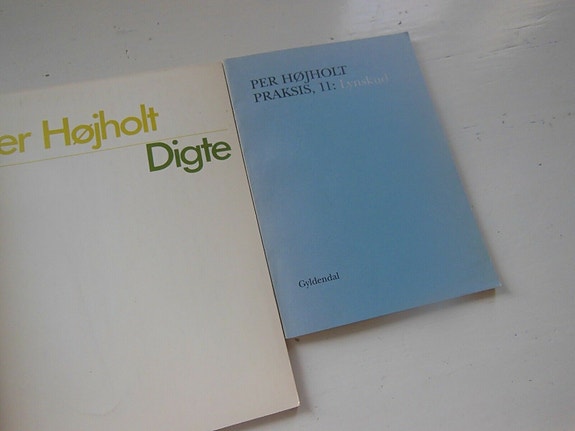 er Højholt
Digte
PER HØJHOLT
PRAKSIS, 11: Lynskud
Gyldendal